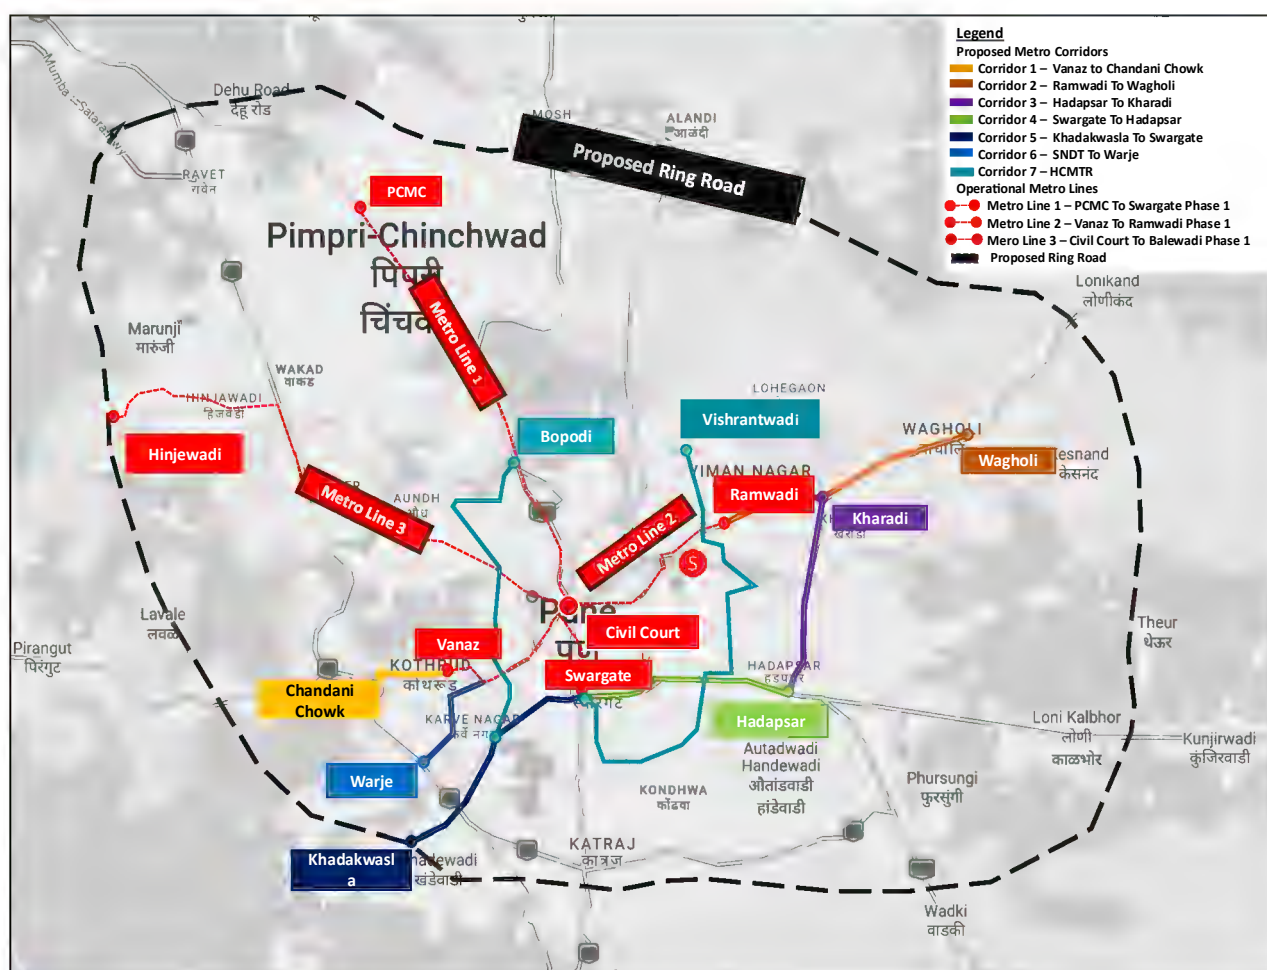 Legend
Proposed Metro Corridors
Corridor 1 – Vanaz to Chandani Chowk
Corridor 2 – Ramwadi To Wagholi
Corridor 3 – Hadapsar To Kharadi
Corridor 4 – Swargate To Hadapsar
Corridor 5 – Khadakwasla To Swargate
Corridor 6 – SNDT To Warje
Corridor 7 – HCMTR
Operational Metro Lines
Metro Line 1 – PCMC To Swargate Phase 1
Metro Line 2 – Vanaz To Ramwadi Phase 1
Mero Line 3 – Civil Court To Balewadi Phase 1
Proposed Ring Road
Dehu Road
देहू रोड
MOSH
ALANDI
आळंदी
Proposed Ring Road
RAVET
PCMC
Pimpri-Chinchwad
पिंपरी
चिंचव
Lonikand
लोणीकंद
Marunji
मारुंजी
Metro Line 1
WAKAD
वाकड
HINJAWADI
हिंजवडी
LOHEGAON
Vishrantwadi
Bopodi
Hinjewadi
WAGHOLI
Wagholi
केसनंद
VIMAN NAGAR
Ramwadi
Metro Line 3
AUNDH
औंध
Metro Line 2
Kharadi
खराडी
S
Pune
Lavale
लवळे
Theur
थेऊर
Pirangut
पिरंगुट
Civil Court
Vanaz
KOTHRUD
कोथरूड
Swargate
HADAPSAR
हडपसर
Chandani
Chowk
KARVE NAGAR
Hadapsar
Loni Kalbhor
लोणी
काळभोर
Kunjirwadi
कुंजिरवाडी
Autadwadi
Handewadi
औतांडवाडी
हांडेवाडी
Warje
KONDHWA
कोंढवा
Phursungi
फुरसुंगी
KATRAJ
कात्रज
Khadakwasl
a
खंडेवाडी
Wadki
वाडकी